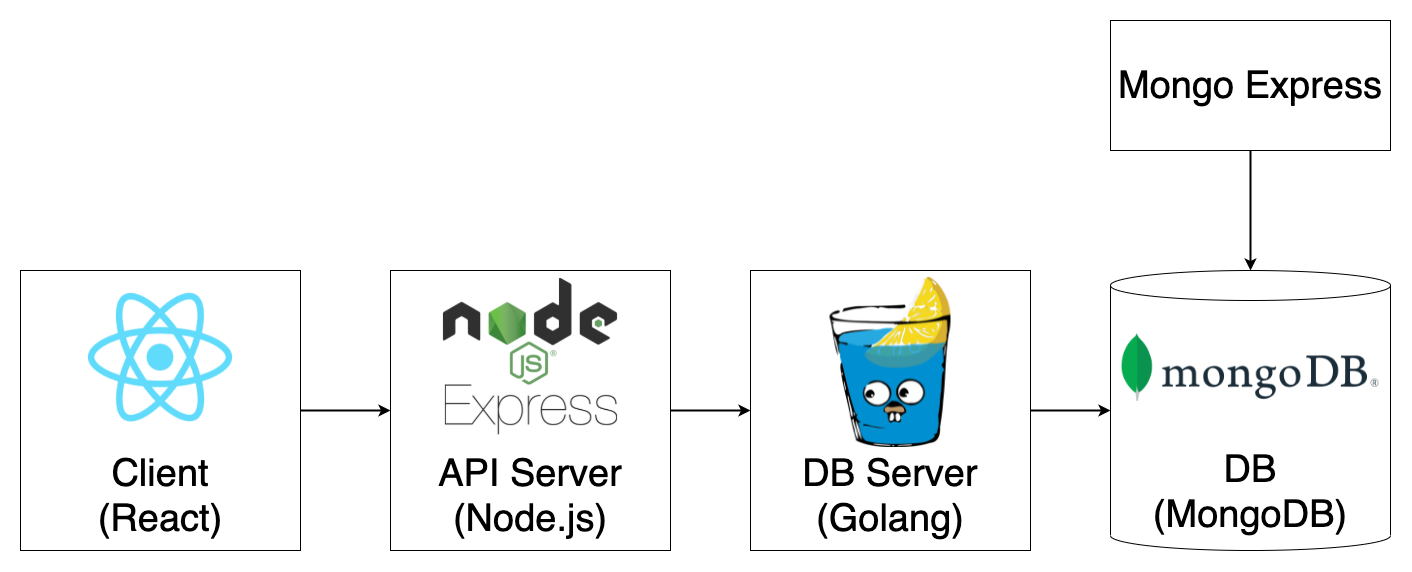 Mongo Express
node
JS®
Express
mongoDB®
Client
(React)
API Server
(Node.js)
DB Server
(Golang)
DB
(MongoDB)